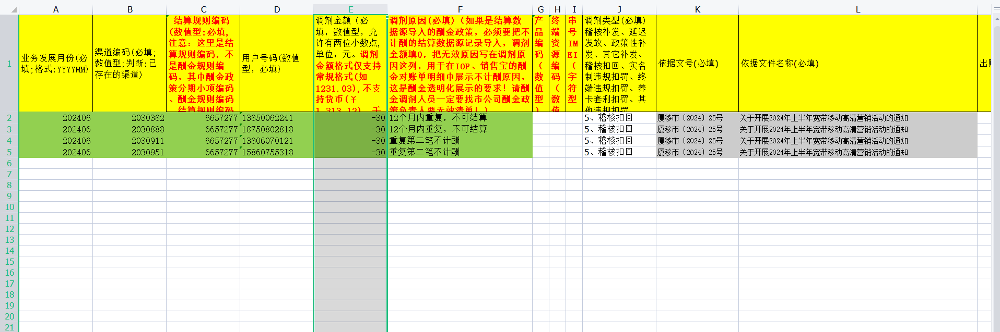 A B C D E F G H I J K L
1
业务发展月份(必
填;格式:YYYYMM)
渠道编码(必填;
数值型;判断:已
存在的渠道)
结算规则编码
(数值型:必填,
注意: 这里是结
算规则编码, 不
是酬金规则编
码, 其中酬金政
策分期小项编码
、酬金规则编码
、结算规则编码
用户号码(数值
型, 必填)
调剂金额（必
填, 数值型, 允
许有两位小数点,
单位: 元。调剂
金额格式仅支持
常规格式(如
1231.03),不支
持货币(￥
1,313.12)、千
调剂原因(必填)（如果是结算数
据源导入的酬金政策, 必须要把不
计酬的结算数据源记录导入, 调剂
金额填0, 把无效原因写在调剂原
因这列, 用于在IOP、销售宝的酬
金对账单明细中展示不计酬原因,
这是酬金透明化展示的要求！请酬
金调剂人员一定要找市公司酬金政
策负责人要无效清单！）
产
品
编
码
(
数
值
型
)
终
端
资
源
编
码
(
数
值
串
号
IM
EI
(
字
符
型
调剂类型(必填)
稽核补发、延迟
发放、政策性补
发、其它补发、
稽核扣回、实名
制违规扣罚、终
端违规扣罚、养
卡套利扣罚、其
他违规扣罚
依据文号(必填)
依据文件名称(必填)
2 202406 2030382 6657277 13850062241 -30 12个月内重复, 不可结算 5、稽核扣回 厦移市〔2024〕25号 关于开展2024年上半年宽带移动高清营销活动的通知
3 202406 2030888 6657277 18750802818 -30 12个月内重复, 不可结算 5、稽核扣回 厦移市〔2024〕25号 关于开展2024年上半年宽带移动高清营销活动的通知
4 202406 2030911 6657277 13806070121 -30 重复第二笔不计酬 5、稽核扣回 厦移市〔2024〕25号 关于开展2024年上半年宽带移动高清营销活动的通知
5 202406 2030951 6657277 15860755318 -30 重复第二笔不计酬 5、稽核扣回 厦移市〔2024〕25号 关于开展2024年上半年宽带移动高清营销活动的通知
6
7
8
9
10
11
12
13
14
15
16
17
18
19
20
21